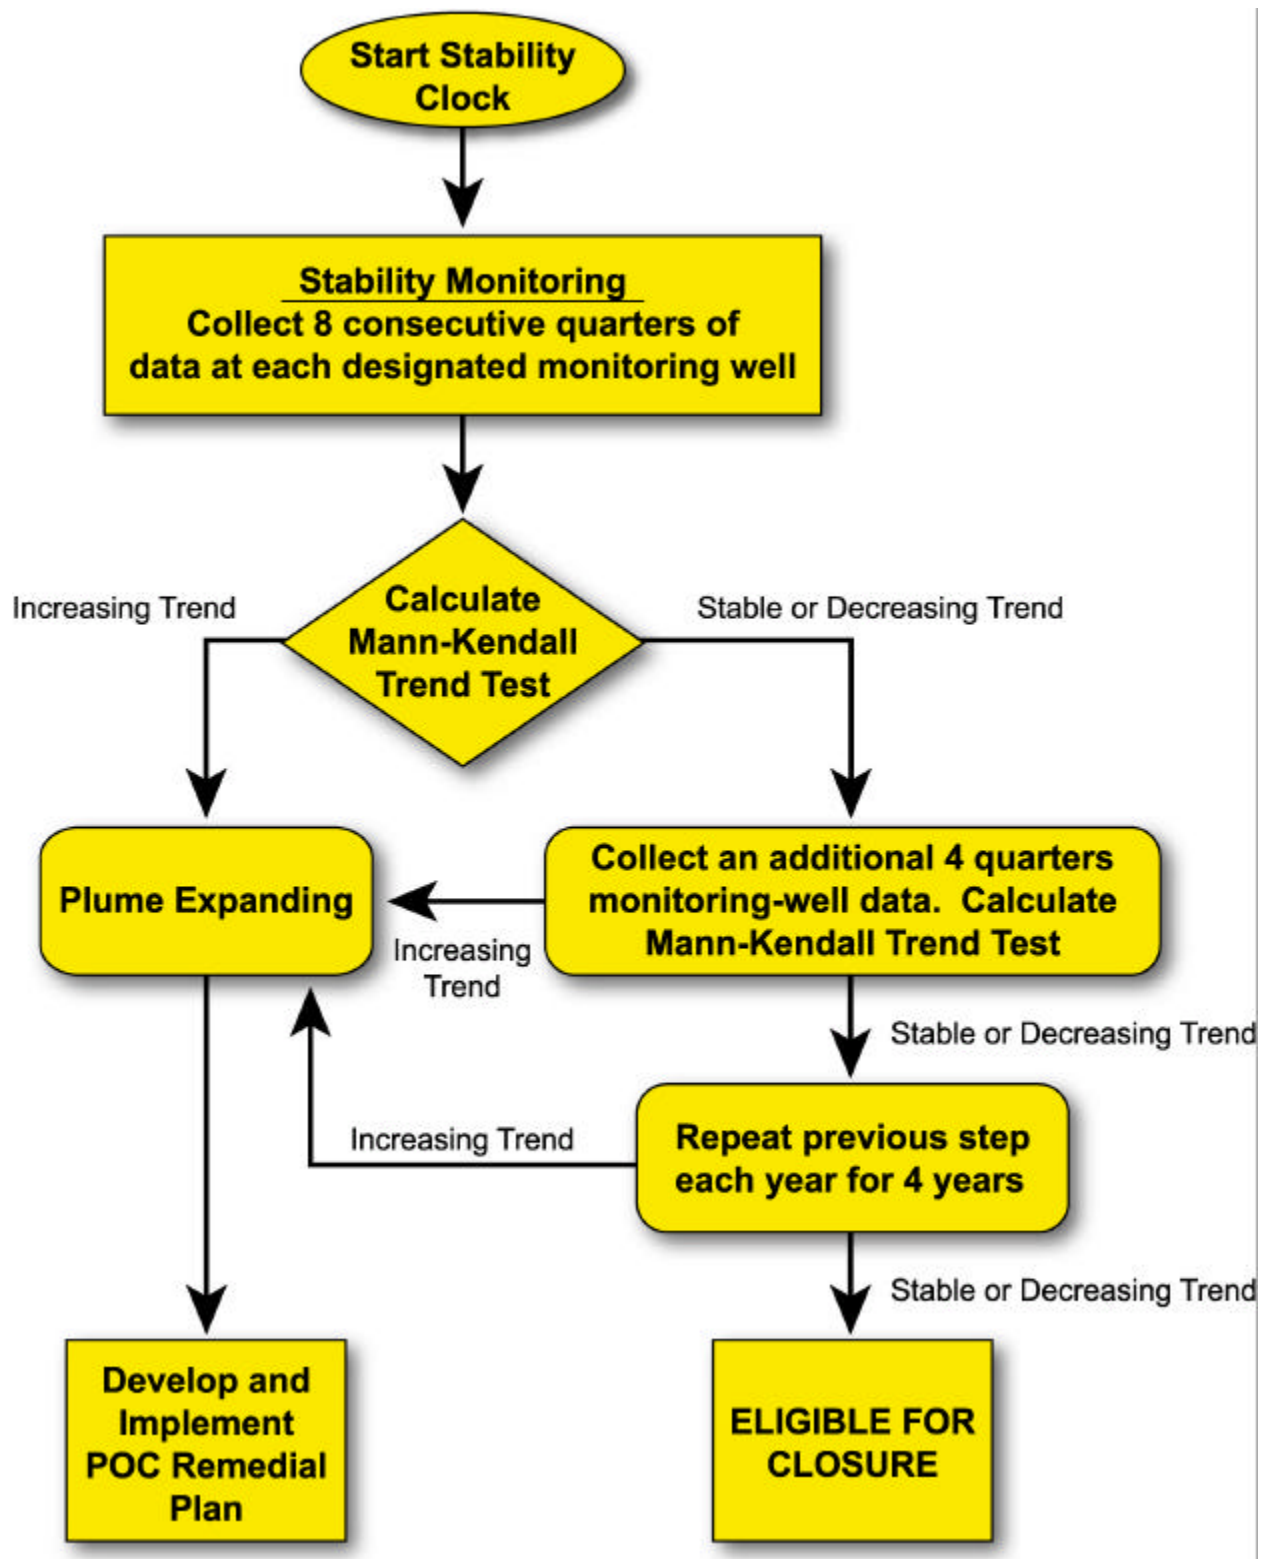 Start Stability
Clock
Stability Monitoring
Collect 8 consecutive quarters of
data at each designated monitoring well
Increasing Trend
Calculate
Mann-Kendall
Trend Test
Stable or Decreasing Trend
Plume Expanding
Collect an additional 4 quarters
monitoring-well data. Calculate
Mann-Kendall Trend Test
Increasing
Trend
Stable or Decreasing Trend
Increasing Trend
Repeat previous step
each year for 4 years
Stable or Decreasing Trend
Develop and
Implement
POC Remedial
Plan
ELIGIBLE FOR
CLOSURE